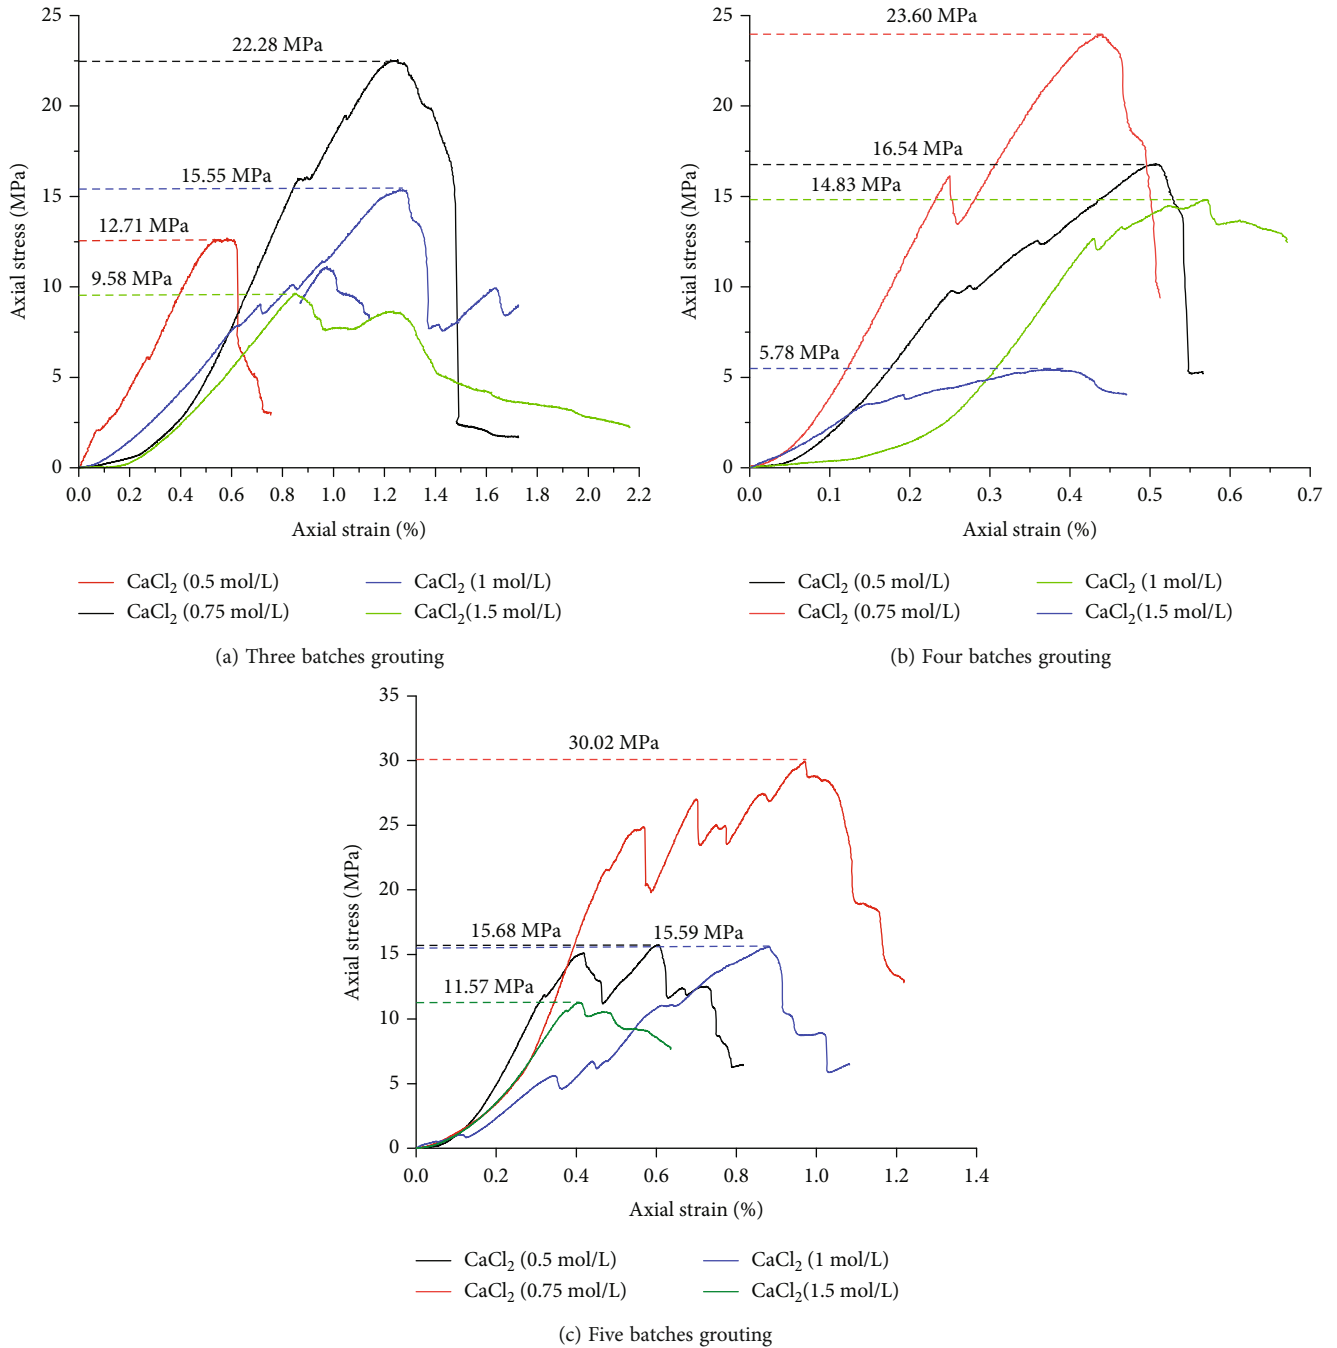 25
20
15
10
5
0
Axial stress (MPa)
22.28 MPa
15.55 MPa
12.71 MPa
9.58 MPa
0.0 0.2 0.4 0.6 0.8 1.0 1.2 1.4 1.6 1.8 2.0 2.2
Axial strain (%)
CaCl2 (0.5 mol/L) CaCl2 (1 mol/L)
CaCl2 (0.75 mol/L) CaCl2(1.5 mol/L)
(a) Three batches grouting
25
20
15
10
5
0
Axial stress (MPa)
23.60 MPa
16.54 MPa
14.83 MPa
5.78 MPa
0.0 0.1 0.2 0.3 0.4 0.5 0.6 0.7
Axial strain (%)
CaCl2 (0.5 mol/L) CaCl2 (1 mol/L)
CaCl2 (0.75 mol/L) CaCl2(1.5 mol/L)
(b) Four batches grouting
35
30
25
20
15
10
5
0
Axial stress (MPa)
30.02 MPa
15.68 MPa 15.59 MPa
11.57 MPa
0.0 0.2 0.4 0.6 0.8 1.0 1.2 1.4
Axial strain (%)
CaCl2 (0.5 mol/L) CaCl2 (1 mol/L)
CaCl2 (0.75 mol/L) CaCl2(1.5 mol/L)
(c) Five batches grouting